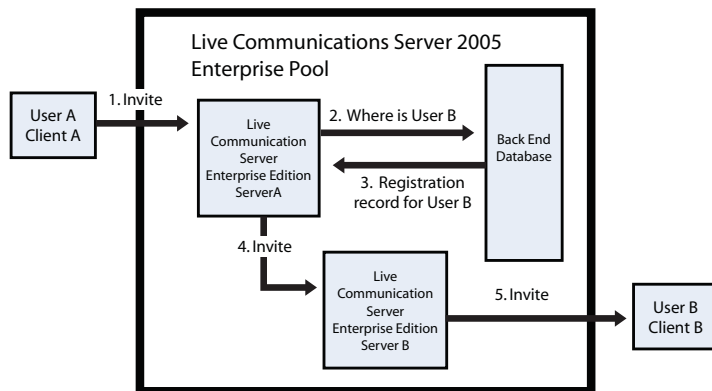 Live Communications Server 2005
Enterprise Pool
User A
Client A
1. Invite
Live
Communication
Server
Enterprise Edition
ServerA
2. Where is User B
Back End
Database
3. Registration
record for User B
4. Invite
Live
Communication
Server
Enterprise Edition
Server B
5. Invite
User B
Client B